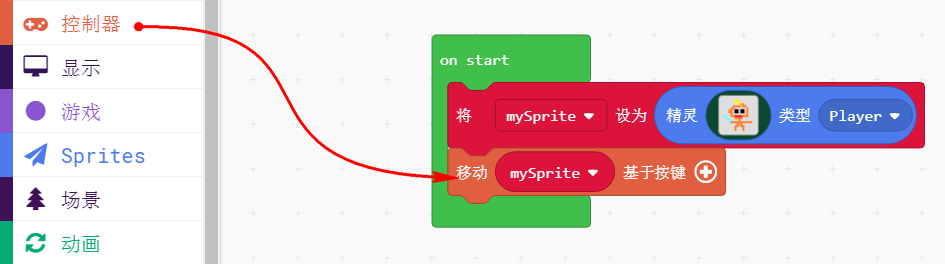 控制器
显示
游戏
Sprites
场景
动画
on start
将 mySprite 设为 精灵 类型 Player
移动 mySprite 基于按键